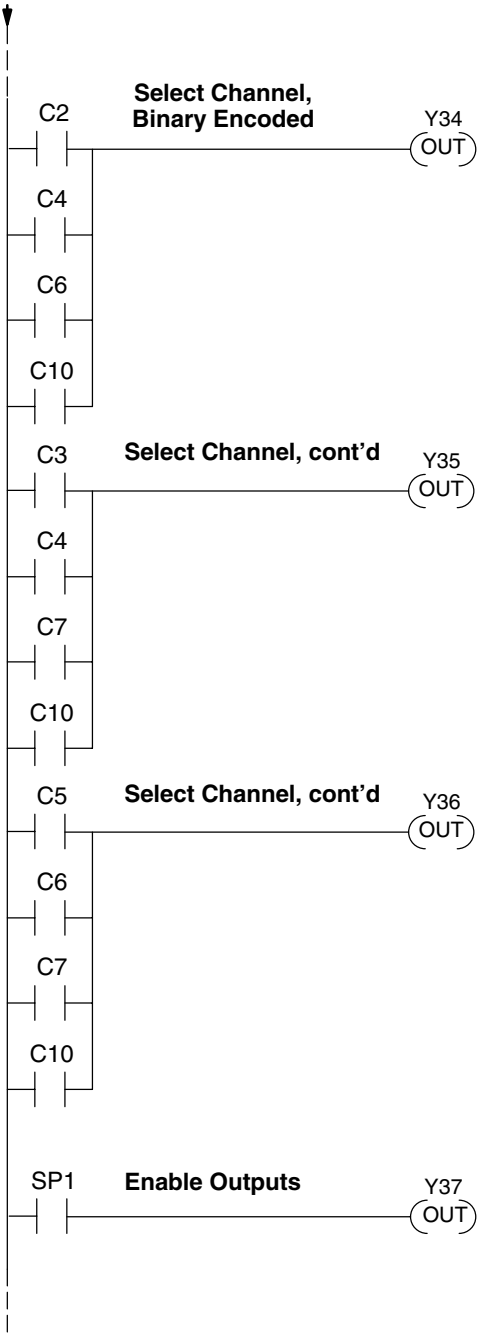 Select Channel,
C2 Binary Encoded Y34
OUT
C4
C6
C10
C3 Select Channel, cont’d Y35
OUT
C4
C7
C10
C5 Select Channel, cont’d Y36
OUT
C6
C7
C10
SP1 Enable Outputs Y37
OUT